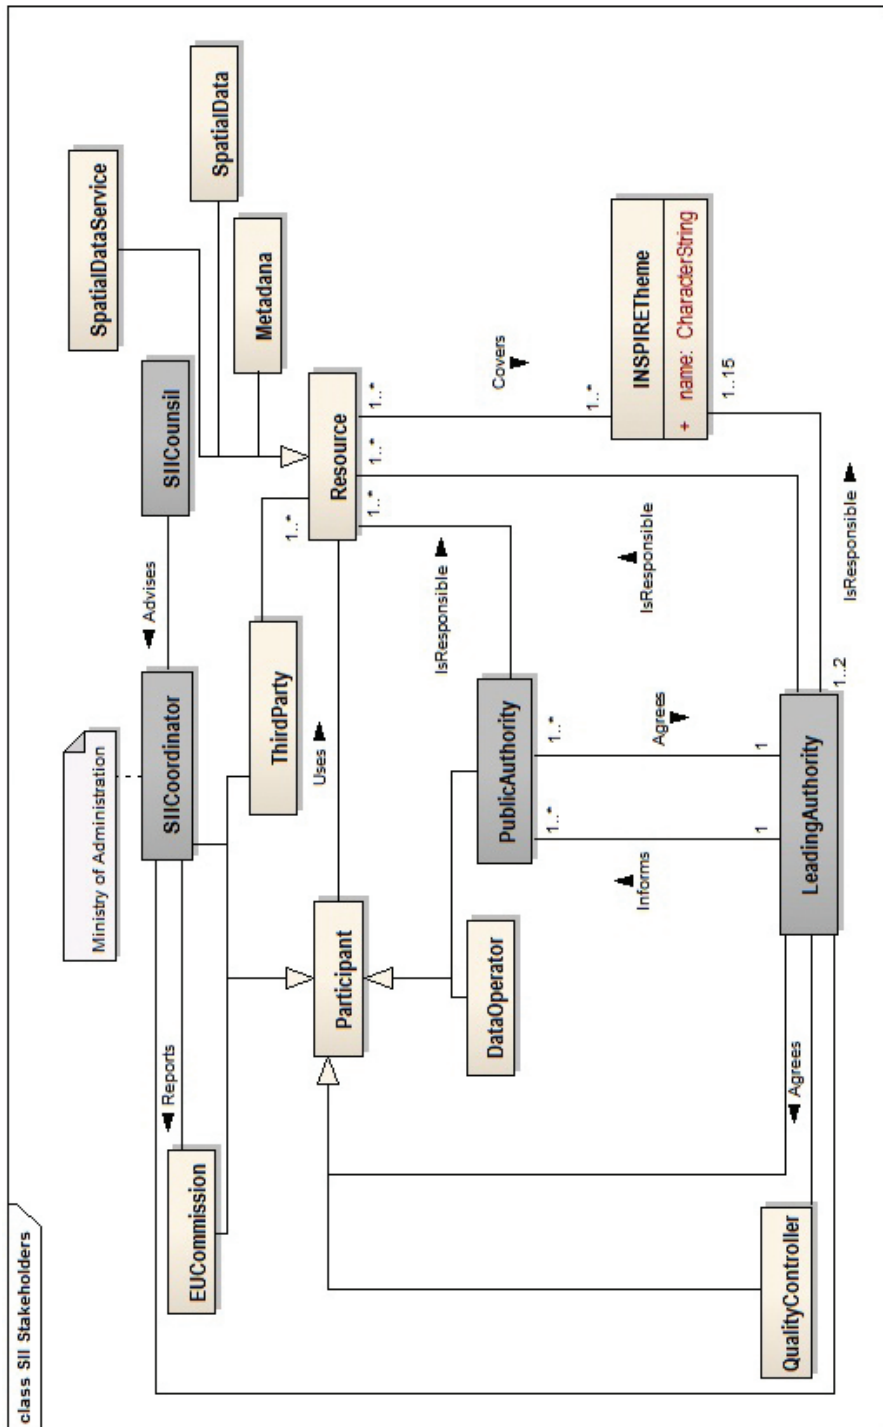 class SII Stakeholders
Ministry of Administration
EUCommission
Reports
SIICoordinator
Advises
SIICounsil
SpatialDataService
SpatialData
Metadana
ThirdParty
1..*
Participant
Uses
Resource
1..*
1..*
1..*
DataOperator
PublicAuthority
IsResponsible
Covers
1..*
1..*
1..*
Informs
Agrees
IsResponsible
INSPIRETheme
+ name: CharacterString
1..15
1
1
1..2
QualityController
Agrees
LeadingAuthority
IsResponsible